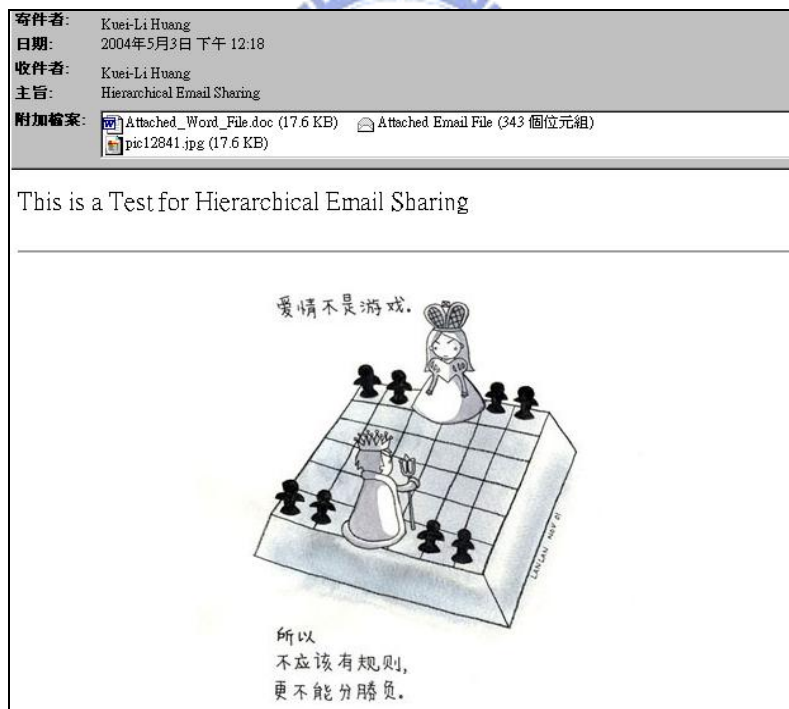 寄件者: Kuei-Li Huang
日期: 2004年5月3日 下午 12:18
收件者: Kuei-Li Huang
主旨: Hierarchical Email Sharing
附加檔案: Attached_Word_File.doc (17.6 KB) Attached Email File (343 個位元組)
pic12841.jpg (17.6 KB)
This is a Test for Hierarchical Email Sharing
爱情不是游戏.
LANLAN NOV 01
所以
不应该有规则,
更不能分勝负.